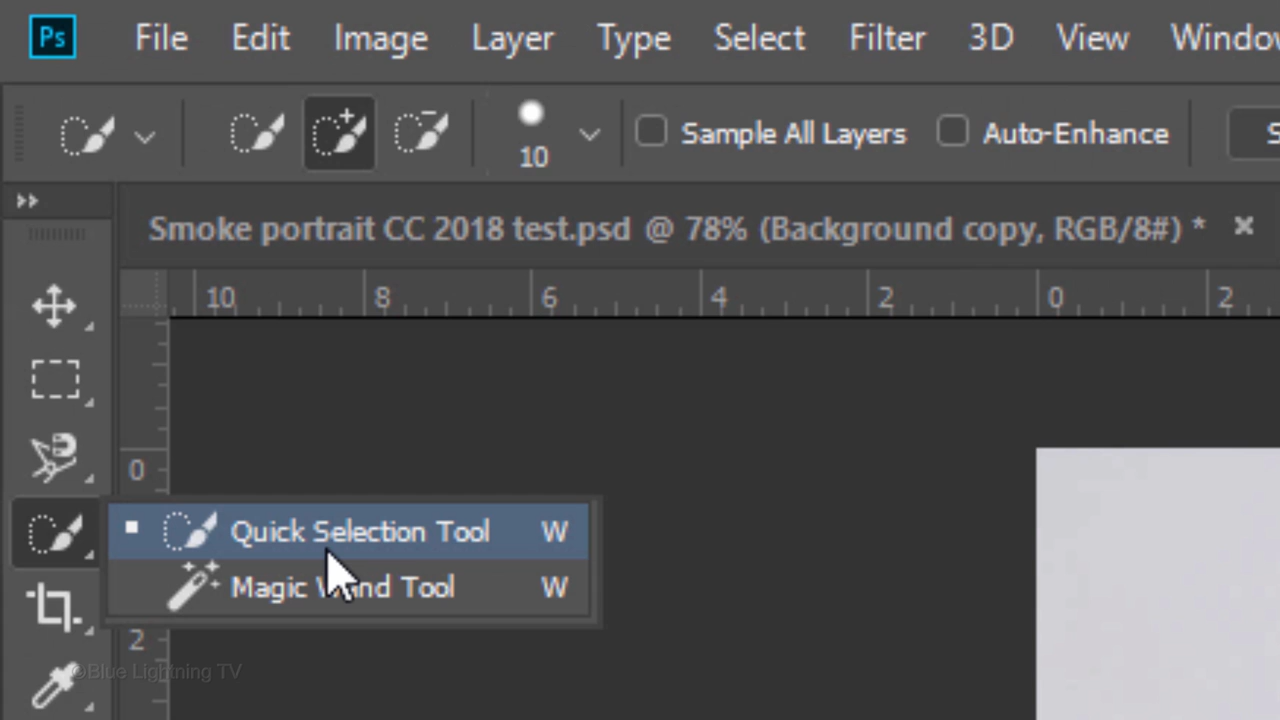 Ps File Edit Image Layer Type Select Filter 3D View Window
10 Sample All Layers Auto-Enhance S
Smoke portrait CC 2018 test.psd @ 78% (Background copy, RGB/8#) *
10 8 6 4 2 0 2
0
Quick Selection Tool W
Magic Wand Tool W
2
©Blue Lightning TV